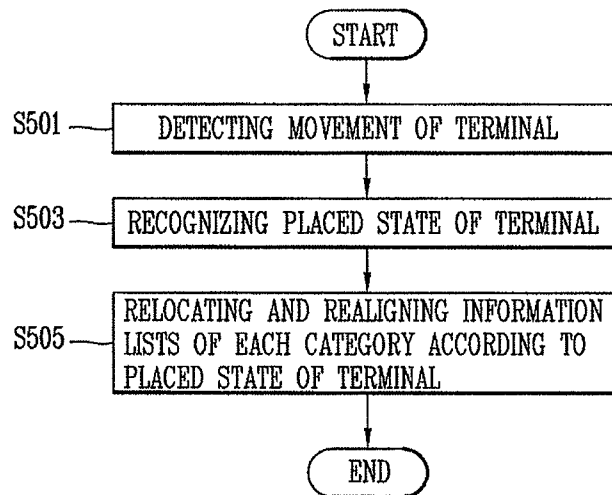 START
S501
DETECTING MOVEMENT OF TERMINAL
S503
RECOGNIZING PLACED STATE OF TERMINAL
S505
RELOCATING AND REALIGNING INFORMATION
LISTS OF EACH CATEGORY ACCORDING TO
PLACED STATE OF TERMINAL
END